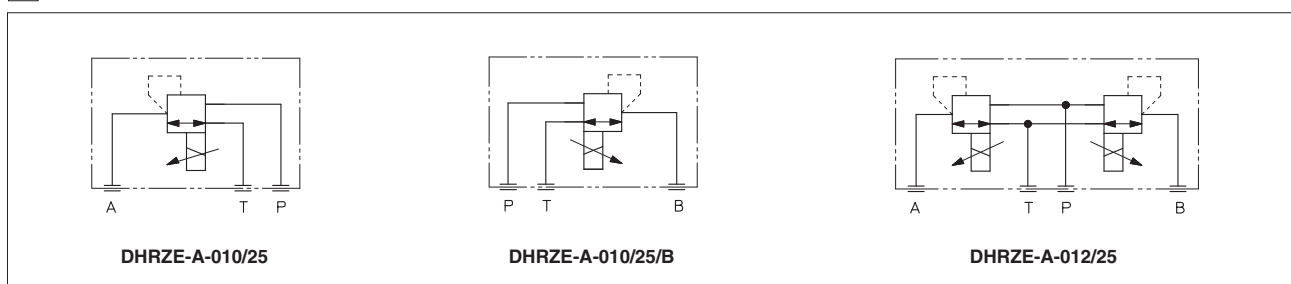 A T P
P T B
A T P B
DHRZE-A-010/25
DHRZE-A-010/25/B
DHRZE-A-012/25